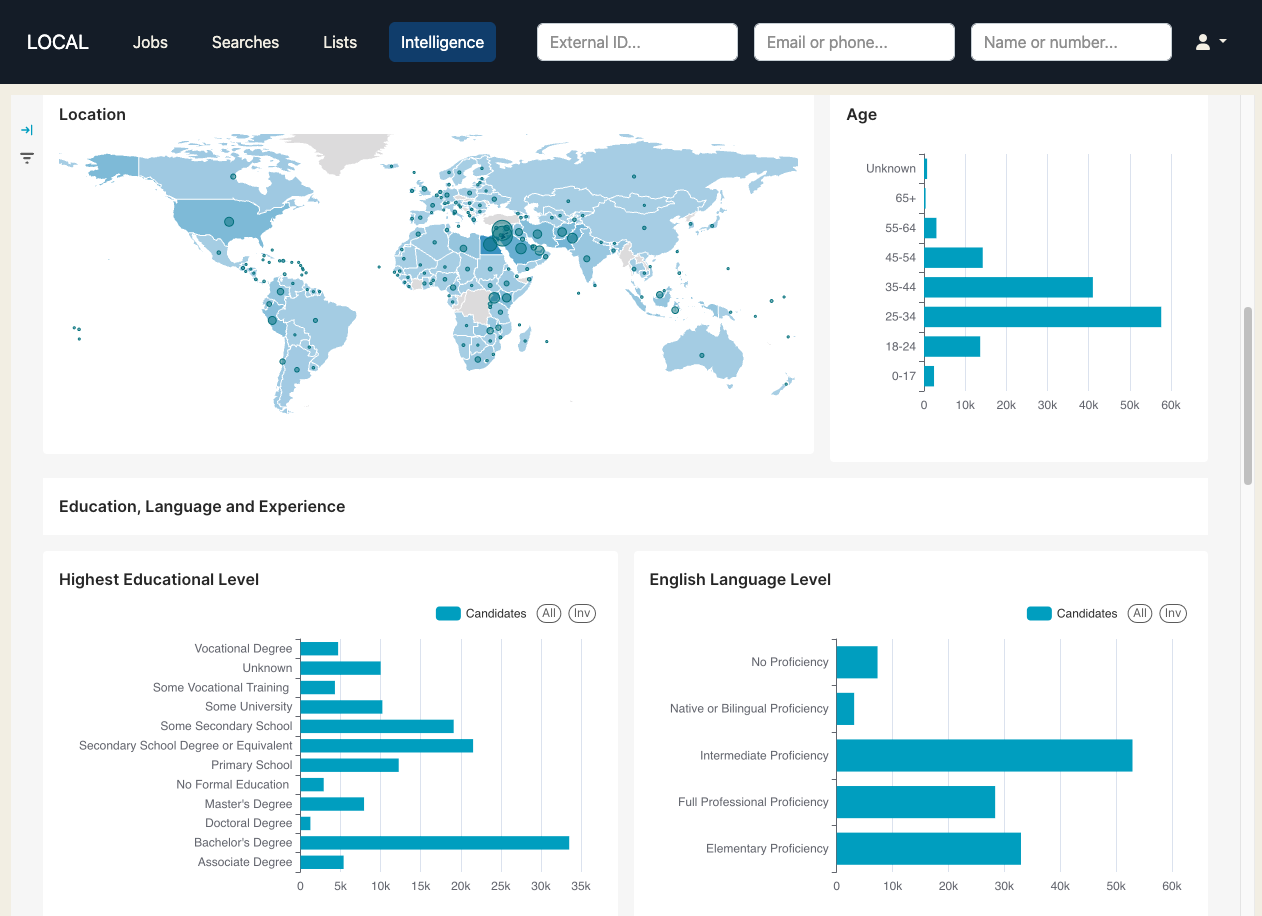 LOCAL Jobs Searches Lists Intelligence External ID... Email or phone... Name or number...
Location
Age
Unknown
65+
55-64
45-54
35-44
25-34
18-24
0-17
0 10k 20k 30k 40k 50k 60k
Education, Language and Experience
Highest Educational Level
Candidates All Inv
Vocational Degree
Unknown
Some Vocational Training
Some University
Some Secondary School
Secondary School Degree or Equivalent
Primary School
No Formal Education
Master's Degree
Doctoral Degree
Bachelor's Degree
Associate Degree
0 5k 10k 15k 20k 25k 30k 35k
English Language Level
Candidates All Inv
No Proficiency
Native or Bilingual Proficiency
Intermediate Proficiency
Full Professional Proficiency
Elementary Proficiency
0 10k 20k 30k 40k 50k 60k